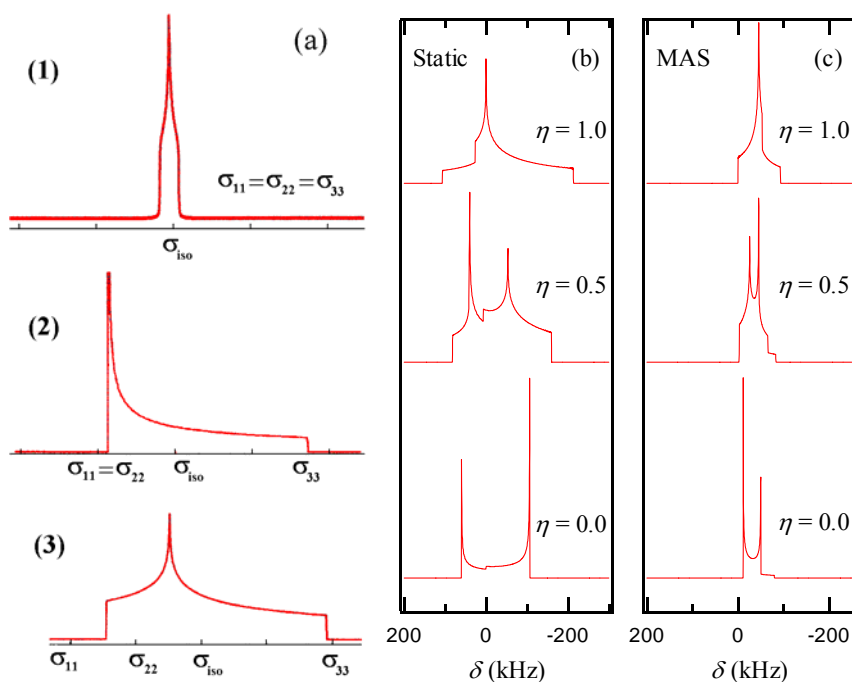 (a)
(1)
σ₁₁=σ₂₂=σ₃₃
σiso
(2)
σ₁₁=σ₂₂ σiso σ₃₃
(3)
σ₁₁ σ₂₂ σiso σ₃₃
Static (b)
η = 1.0
η = 0.5
η = 0.0
200 0 -200
δ (kHz)
MAS (c)
η = 1.0
η = 0.5
η = 0.0
200 0 -200
δ (kHz)